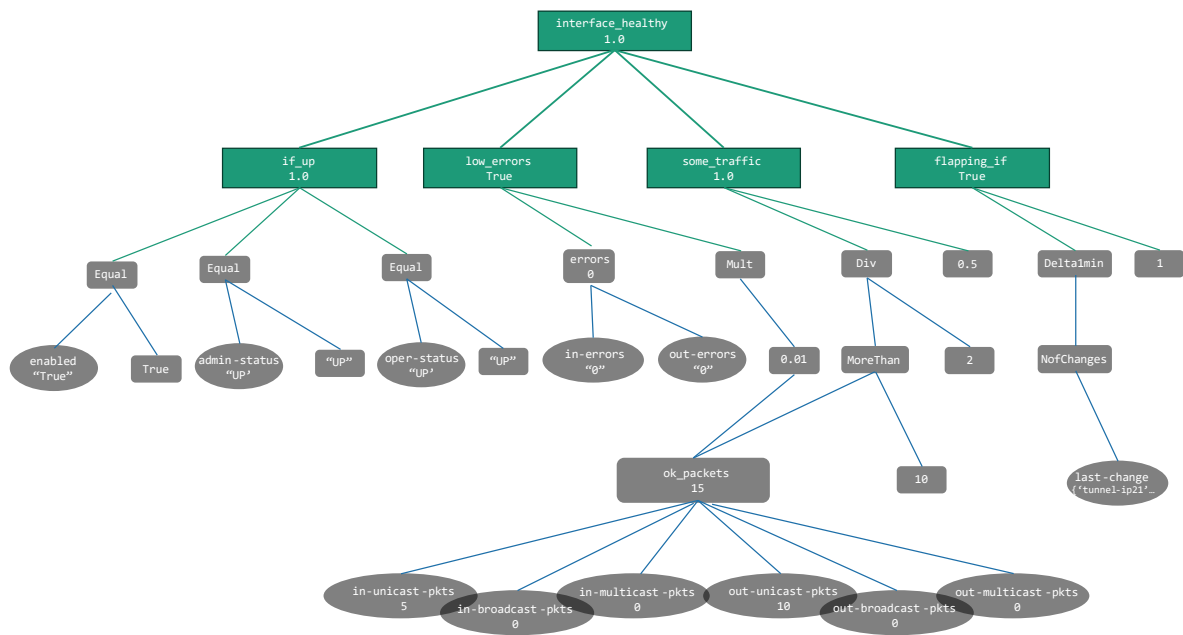 interface_healthy
1.0
if_up
1.0
low_errors
True
some_traffic
1.0
flapping_if
True
Equal
Equal
Equal
errors
0
Mult
Div
0.5
Delta1min
1
enabled
“True”
True
admin-status
“UP’
“UP”
oper-status
“UP’
“UP”
in-errors
“0”
out-errors
“0”
0.01
MoreThan
2
NofChanges
ok_packets
15
10
last-change
{‘tunnel-ip21’…
in-unicast-pkts
5
in-broadcast-pkts
0
in-multicast-pkts
0
out-unicast-pkts
10
out-broadcast-pkts
0
out-multicast-pkts
0